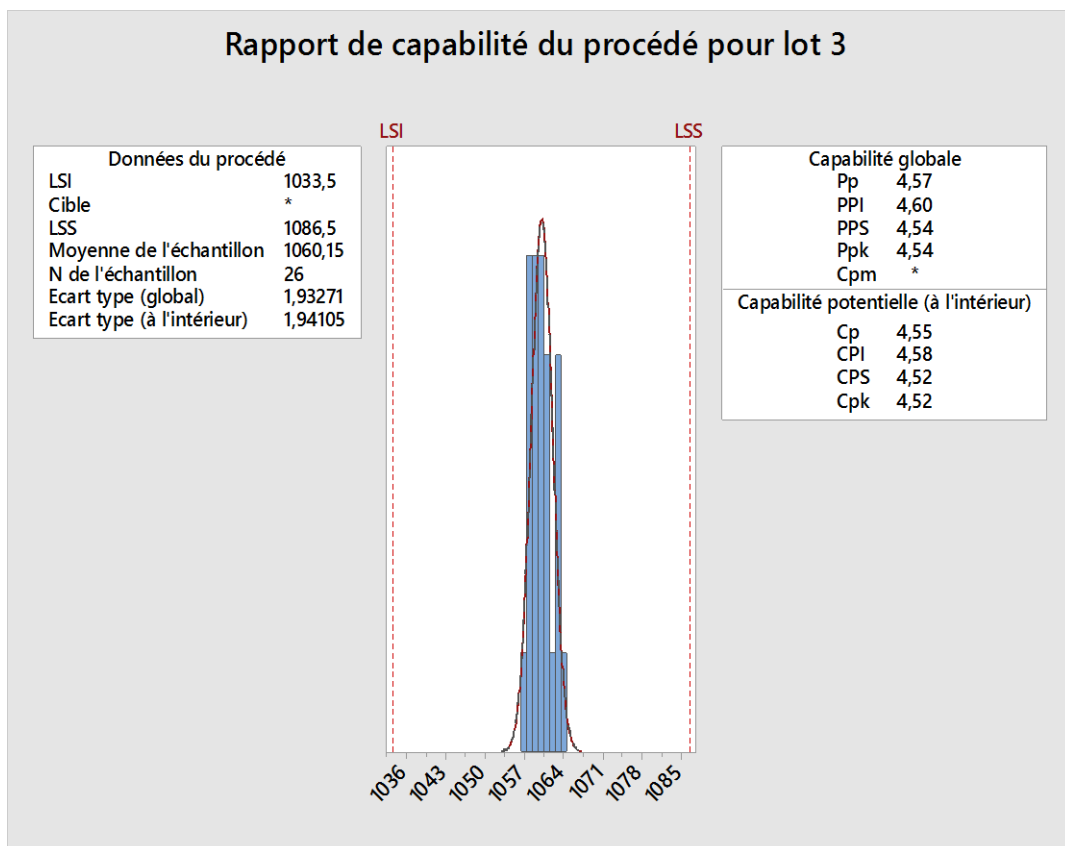 Rapport de capabilité du procédé pour lot 3
LSI LSS
Données du procédé
LSI 1033,5
Cible *
LSS 1086,5
Moyenne de l'échantillon 1060,15
N de l'échantillon 26
Ecart type (global) 1,93271
Ecart type (à l'intérieur) 1,94105
Capabilité globale
Pp 4,57
PPI 4,60
PPS 4,54
Ppk 4,54
Cpm *
Capabilité potentielle (à l'intérieur)
Cp 4,55
CPI 4,58
CPS 4,52
Cpk 4,52
1036 1043 1050 1057 1064 1071 1078 1085